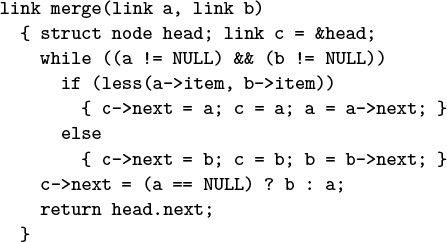 link merge(link a, link b)
  { struct node head; link c = &head;
    while ((a != NULL) && (b != NULL))
      if (less(a->item, b->item))
        { c->next = a; c = a; a = a->next; }
      else
        { c->next = b; c = b; b = b->next; }
    c->next = (a == NULL) ? b : a;
    return head.next;
  }